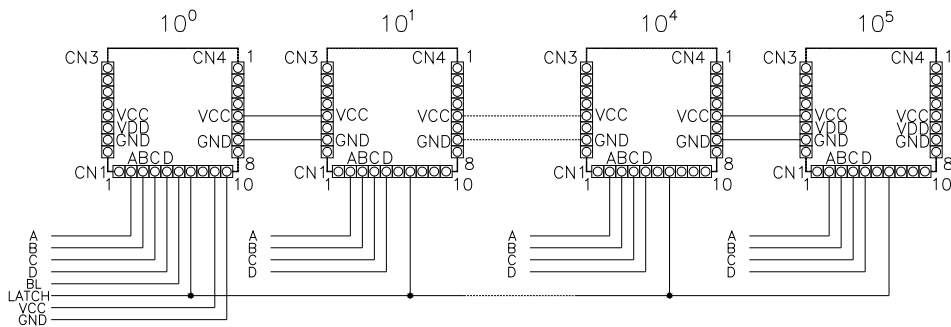 10⁰ 10¹ 10⁴ 10⁵
CN3 CN4 1 CN3 CN4 1 CN3 CN4 1 CN3 CN4 1
VCC VCC VCC VCC VCC VCC VCC VCC
VDD VDD VDD
GND GND GND GND GND GND GND GND
ABCD ABCD ABCD ABCD
8 8 8 8
CN1 CN1 CN1 CN1
1 10 1 10 1 10 1 10
A A A A
B B B B
C C C C
D D D D
BL
LATCH
VCC
GND